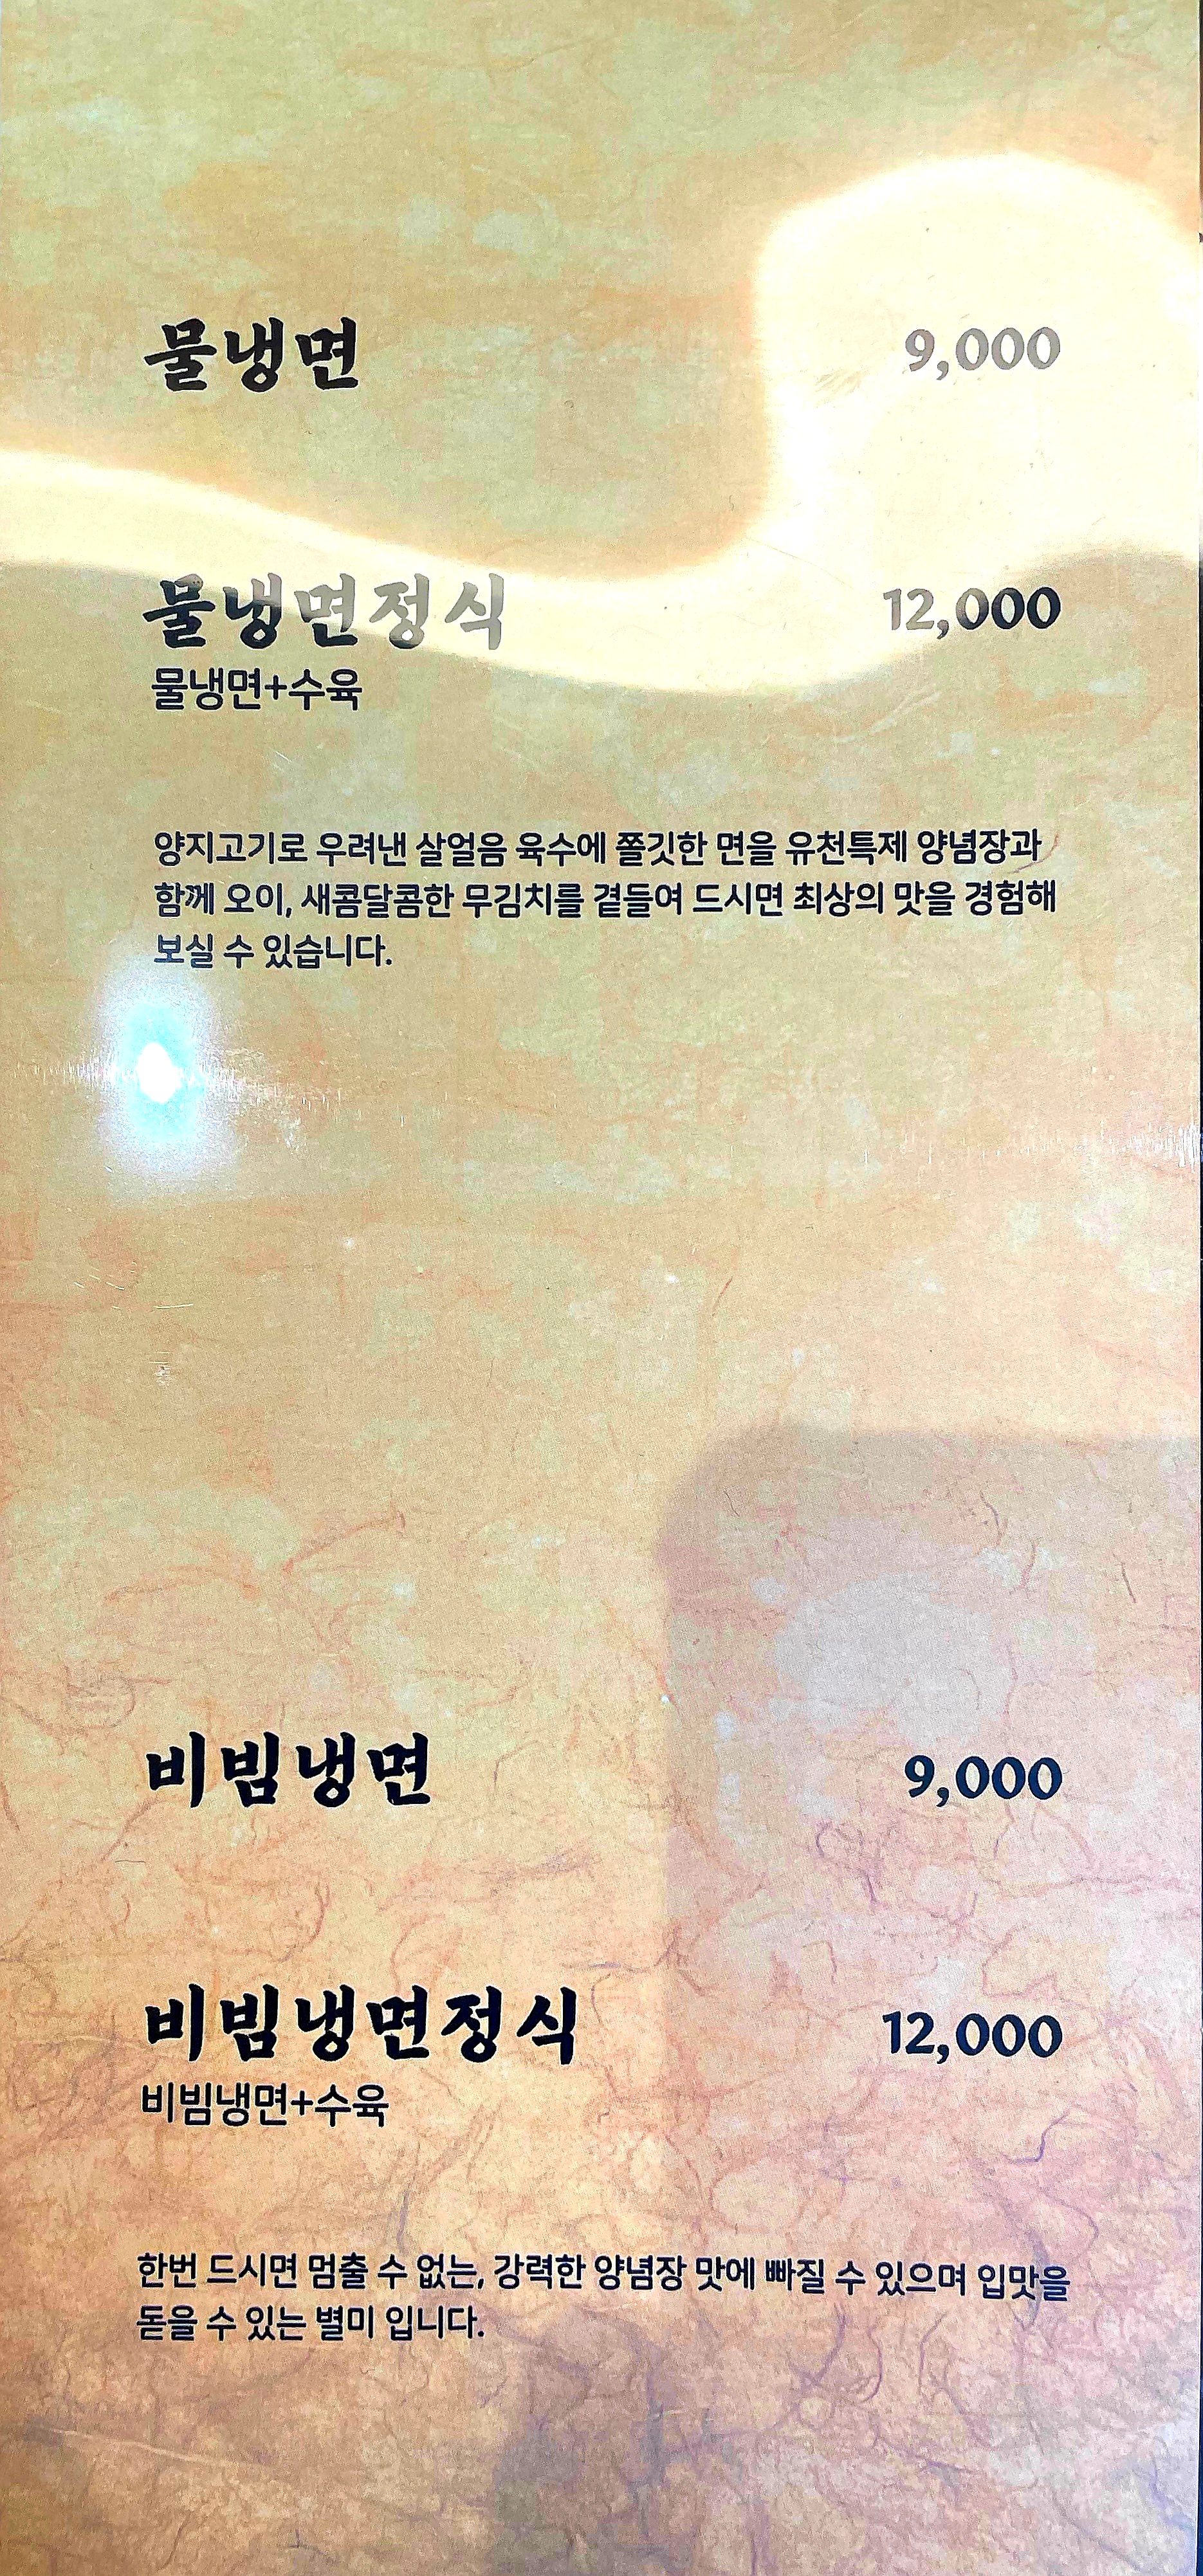 물냉면 9,000
물냉면정식 12,000
물냉면+수육
양지고기로 우려낸 살얼음 육수에 쫄깃한 면을 유천특제 양념장과
함께 오이, 새콤달콤한 무김치를 곁들여 드시면 최상의 맛을 경험해
보실 수 있습니다.
비빔냉면 9,000
비빔냉면정식 12,000
비빔냉면+수육
한번 드시면 멈출 수 없는, 강력한 양념장 맛에 빠질 수 있으며 입맛을
돋을 수 있는 별미 입니다.